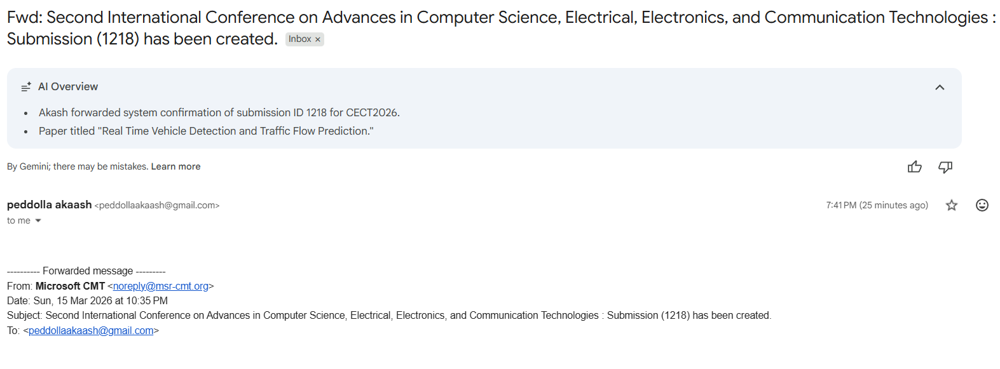 Fwd: Second International Conference on Advances in Computer Science, Electrical, Electronics, and Communication Technologies :
Submission (1218) has been created. Inbox ×
AI Overview
• Akash forwarded system confirmation of submission ID 1218 for CECT2026.
• Paper titled "Real Time Vehicle Detection and Traffic Flow Prediction."
By Gemini; there may be mistakes. Learn more
peddolla akaash <peddollaakaash@gmail.com> 7:41 PM (25 minutes ago)
to me
---------- Forwarded message ---------
From: Microsoft CMT <noreply@msr-cmt.org>
Date: Sun, 15 Mar 2026 at 10:35 PM
Subject: Second International Conference on Advances in Computer Science, Electrical, Electronics, and Communication Technologies : Submission (1218) has been created.
To: <peddollaakaash@gmail.com>